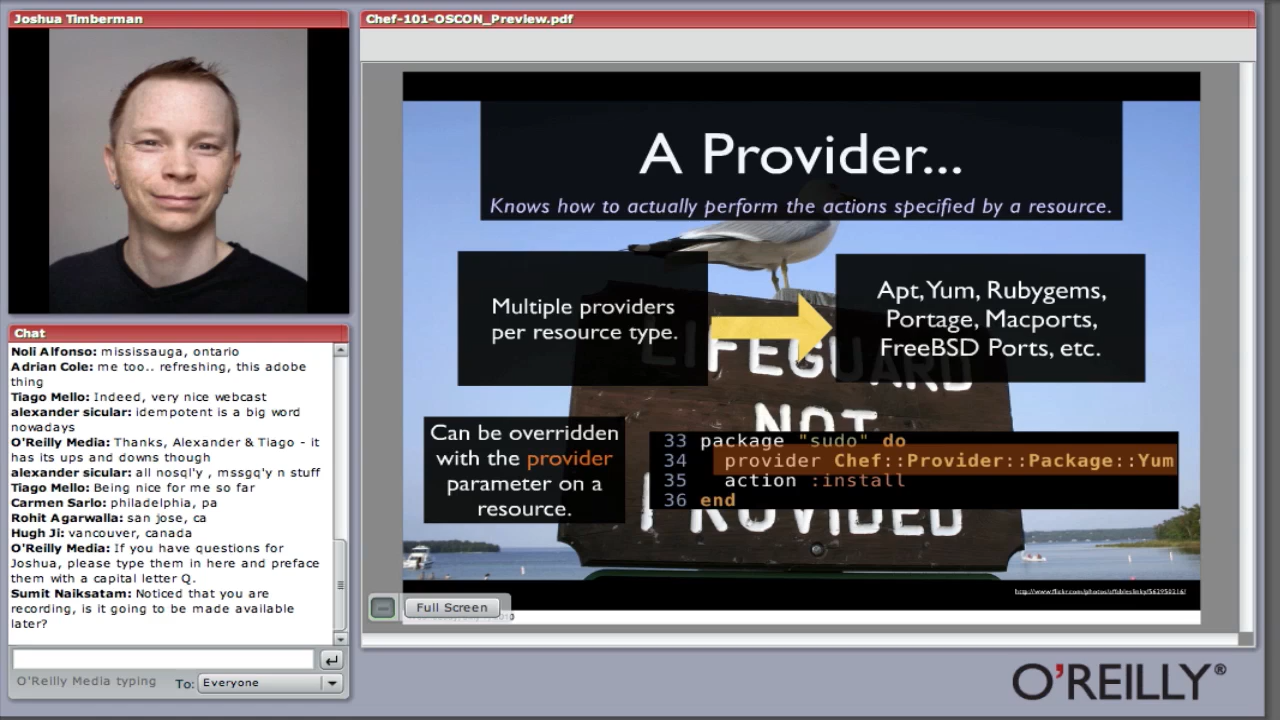 Joshua Timberman
Chat
Noli Alfonso: mississauga, ontario
Adrian Cole: me too.. refreshing, this adobe
thing
Tiago Mello: Indeed, very nice webcast
alexander sicular: idempotent is a big word
nowadays
O'Reilly Media: Thanks, Alexander & Tiago - it
has its ups and downs though
alexander sicular: all nosql'y , mssgq'y n stuff
Tiago Mello: Being nice for me so far
Carmen Sarlo: philadelphia, pa
Rohit Agarwalla: san jose, ca
Hugh Ji: vancouver, canada
O'Reilly Media: If you have questions for
Joshua, please type them in here and preface
them with a capital letter Q.
Sumit Naiksatam: Noticed that you are
recording, is it going to be made available
later?
O'Reilly Media typing
To: Everyone
Chef-101-OSCON_Preview.pdf
A Provider...
Knows how to actually perform the actions specified by a resource.
Multiple providers
per resource type.
Apt, Yum, Rubygems,
Portage, Macports,
FreeBSD Ports, etc.
LIFEGUARD
NOT
PROVIDED
Can be overridden
with the provider
parameter on a
resource.
33 package "sudo" do
34 provider Chef::Provider::Package::Yum
35 action :install
36 end
Full Screen
O'REILLY®